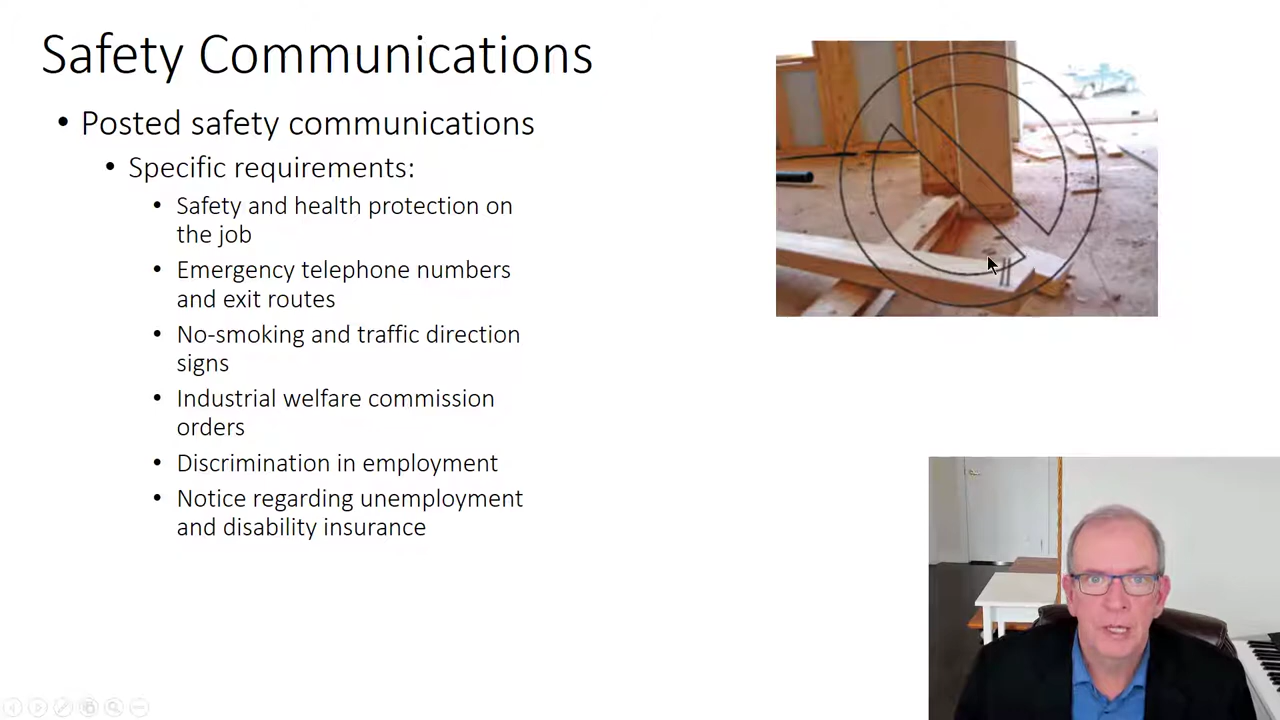 Safety Communications
• Posted safety communications
• Specific requirements:
• Safety and health protection on
the job
• Emergency telephone numbers
and exit routes
• No-smoking and traffic direction
signs
• Industrial welfare commission
orders
• Discrimination in employment
• Notice regarding unemployment
and disability insurance